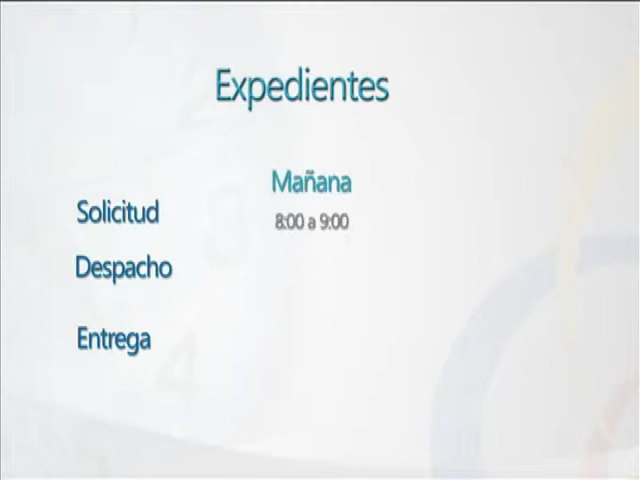 Expedientes
Mañana
Solicitud
8:00 a 9:00
Despacho
Entrega